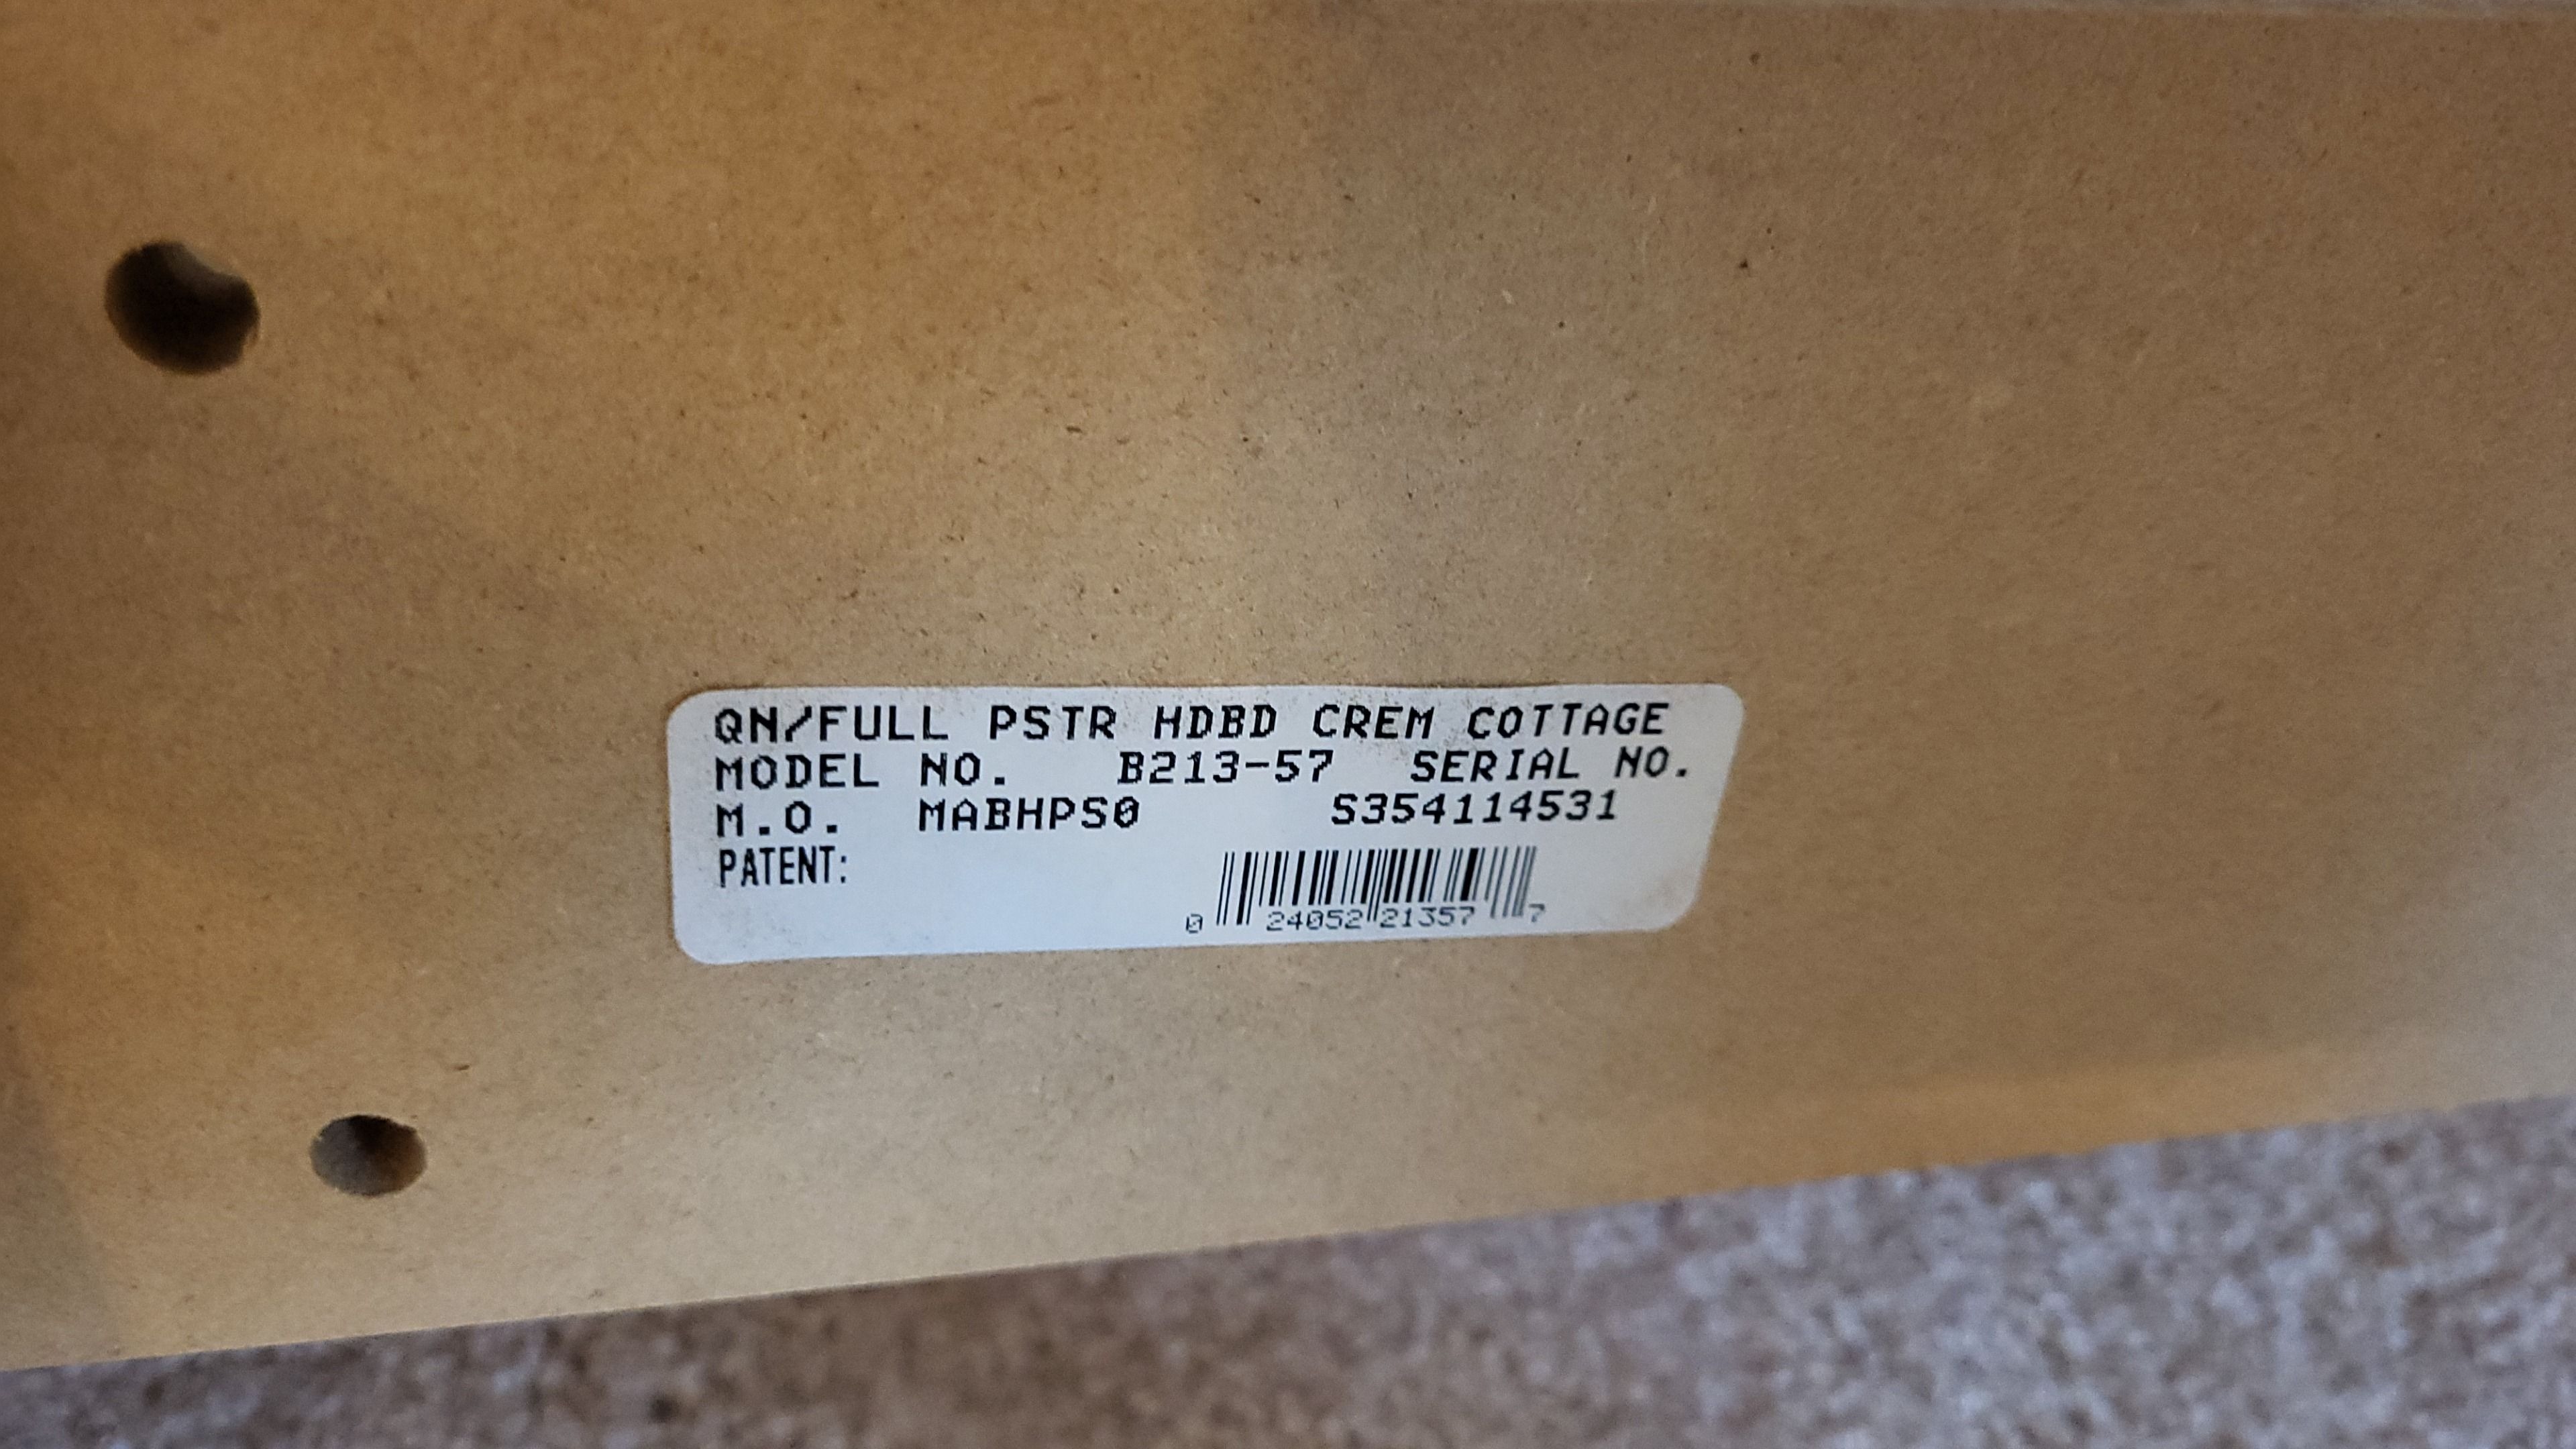 QN/FULL PSTR HDBD CREM COTTAGE
MODEL NO. B213-57 SERIAL NO.
M.O. MABHPS0 S354114531
PATENT:
0 24052 21357 7